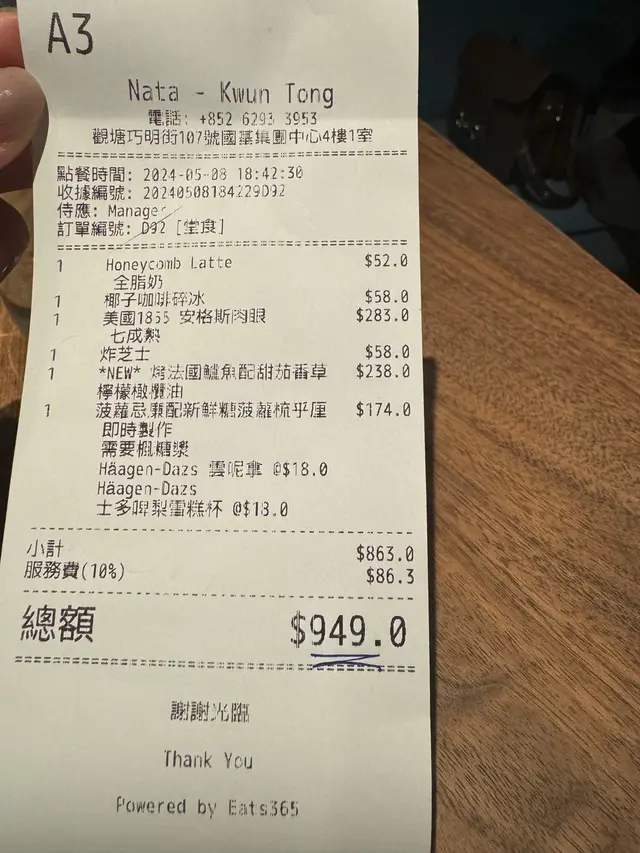 A3
Nata - Kwun Tong
電話: +852 6293 3953
觀塘巧明街107號國基集團中心4樓1室
點餐時間: 2024-05-08 18:42:30
收據編號: 20240508184229D92
侍應: Manager
訂單編號: D92 [堂食]
1 Honeycomb Latte $52.0
全脂奶
1 椰子咖啡碎冰 $58.0
1 美國1855 安格斯肉眼 $283.0
七成熟
1 炸芝士 $58.0
1 *NEW* 烤法國鱸魚配甜茄番草 $238.0
檸檬橄欖油
1 菠蘿忌廉配新鮮糖菠蘿梳乎厘 $174.0
即時製作
需要楓糖漿
Häagen-Dazs 雲呢拿 @$18.0
Häagen-Dazs
士多啤梨雪糕杯 @$18.0
小計 $863.0
服務費(10%) $86.3
總額 $949.0
謝謝光臨
Thank You
Powered by Eats365